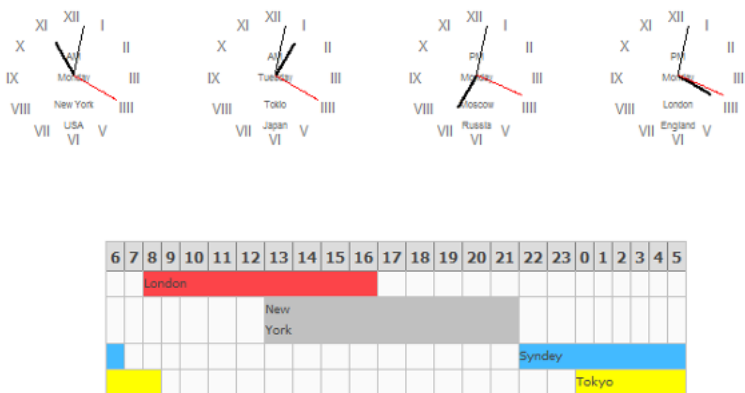 XII
XI I
X II
AM
IX Monday III
New York
VIII IIII
USA
VII V
VI
XII
XI I
X II
AM
IX Tuesday III
Tokio
VIII IIII
Japan
VII V
VI
XII
XI I
X II
PM
IX Monday III
Moscow
VIII IIII
Russia
VII V
VI
XII
XI I
X II
PM
IX Monday III
London
VIII IIII
England
VII V
VI
6 7 8 9 10 11 12 13 14 15 16 17 18 19 20 21 22 23 0 1 2 3 4 5
London
New
York
Syndey
Tokyo